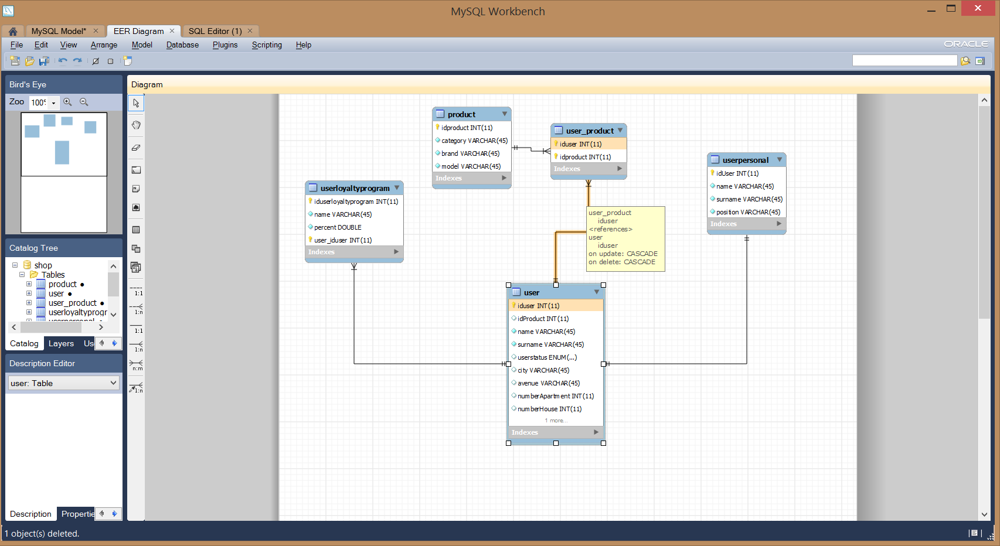 MySQL Workbench
MySQL Model*
EER Diagram
SQL Editor (1)
File Edit View Arrange Model Database Plugins Scripting Help
ORACLE
Bird's Eye
Zoo 100%
Catalog Tree
shop
Tables
product
user
user_product
userloyaltyprogr
userpersonal
Catalog Layers Us
Description Editor
user: Table
Description Propertie
Diagram
1:1
1:n
1:1
1:n
n:m
1:n
product
idproduct INT(11)
category VARCHAR(45)
brand VARCHAR(45)
model VARCHAR(45)
Indexes
user_product
iduser INT(11)
idproduct INT(11)
Indexes
userpersonal
idUser INT(11)
name VARCHAR(45)
surname VARCHAR(45)
position VARCHAR(45)
Indexes
userloyaltyprogram
iduserloyaltyprogram INT(11)
name VARCHAR(45)
percent DOUBLE
user_iduser INT(11)
Indexes
user_product
iduser
<references>
user
iduser
on update: CASCADE
on delete: CASCADE
user
iduser INT(11)
idProduct INT(11)
name VARCHAR(45)
surname VARCHAR(45)
userstatus ENUM(...)
city VARCHAR(45)
avenue VARCHAR(45)
numberApartment INT(11)
numberHouse INT(11)
1 more...
Indexes
1 object(s) deleted.